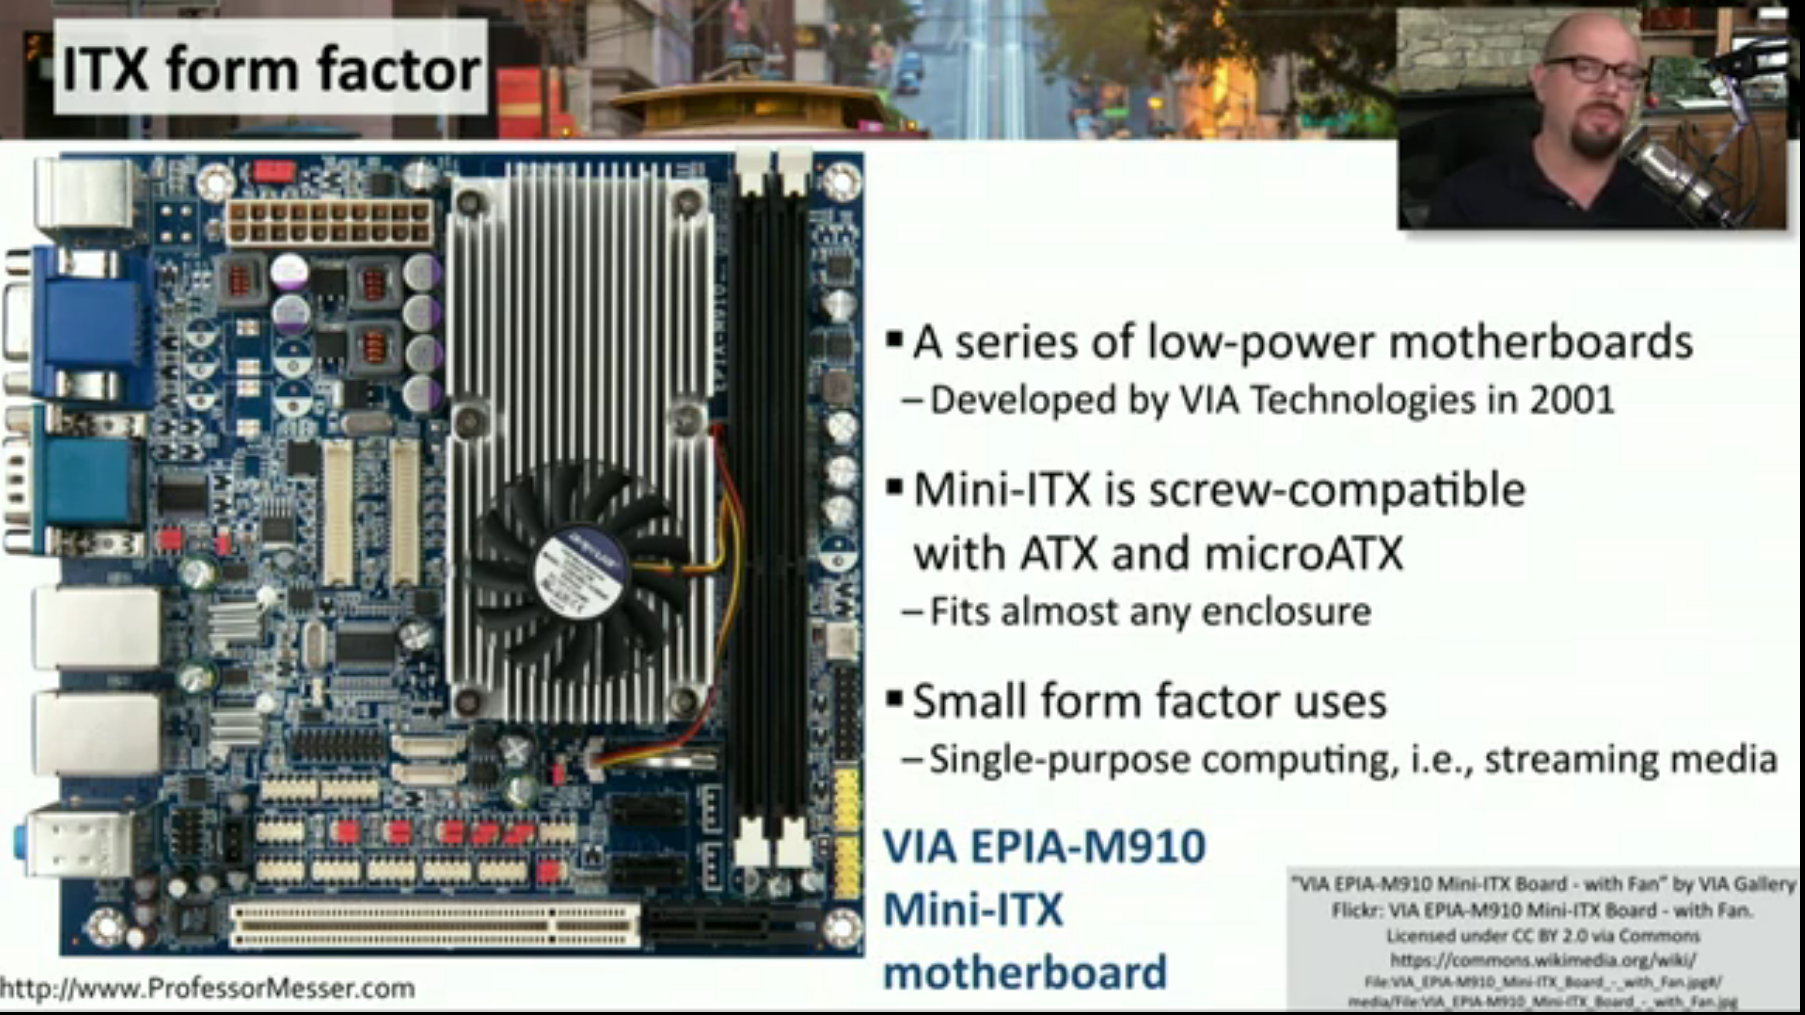 ITX form factor
EPIA-M910
▪ A series of low-power motherboards
– Developed by VIA Technologies in 2001
▪ Mini-ITX is screw-compatible
with ATX and microATX
– Fits almost any enclosure
▪ Small form factor uses
– Single-purpose computing, i.e., streaming media
VIA EPIA-M910
Mini-ITX
motherboard
"VIA EPIA-M910 Mini-ITX Board - with Fan" by VIA Gallery
Flickr: VIA EPIA-M910 Mini-ITX Board - with Fan.
Licensed under CC BY 2.0 via Commons
https://commons.wikimedia.org/wiki/
File:VIA_EPIA-M910_Mini-ITX_Board_-_with_Fan.jpg#/
media/File:VIA_EPIA-M910_Mini-ITX_Board_-_with_Fan.jpg
http://www.ProfessorMesser.com